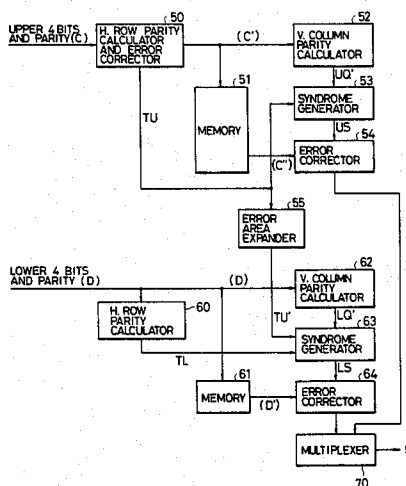 50
UPPER 4 BITS
AND PARITY(C)
H. ROW PARITY
CALCULATOR
AND ERROR
CORRECTOR
(C')
52
V. COLUMN
PARITY
CALCULATOR
UQ'
51
MEMORY
TU
53
SYNDROME
GENERATOR
US
54
(C'')
ERROR
CORRECTOR
55
ERROR
AREA
EXPANDER
LOWER 4 BITS
AND PARITY (D)
(D)
62
V. COLUMN
PARITY
CALCULATOR
H. ROW
PARITY
CALCULATOR
60
TU'
LQ'
63
SYNDROME
GENERATOR
TL
LS
61
MEMORY
(D')
64
ERROR
CORRECTOR
MULTIPLEXER
70